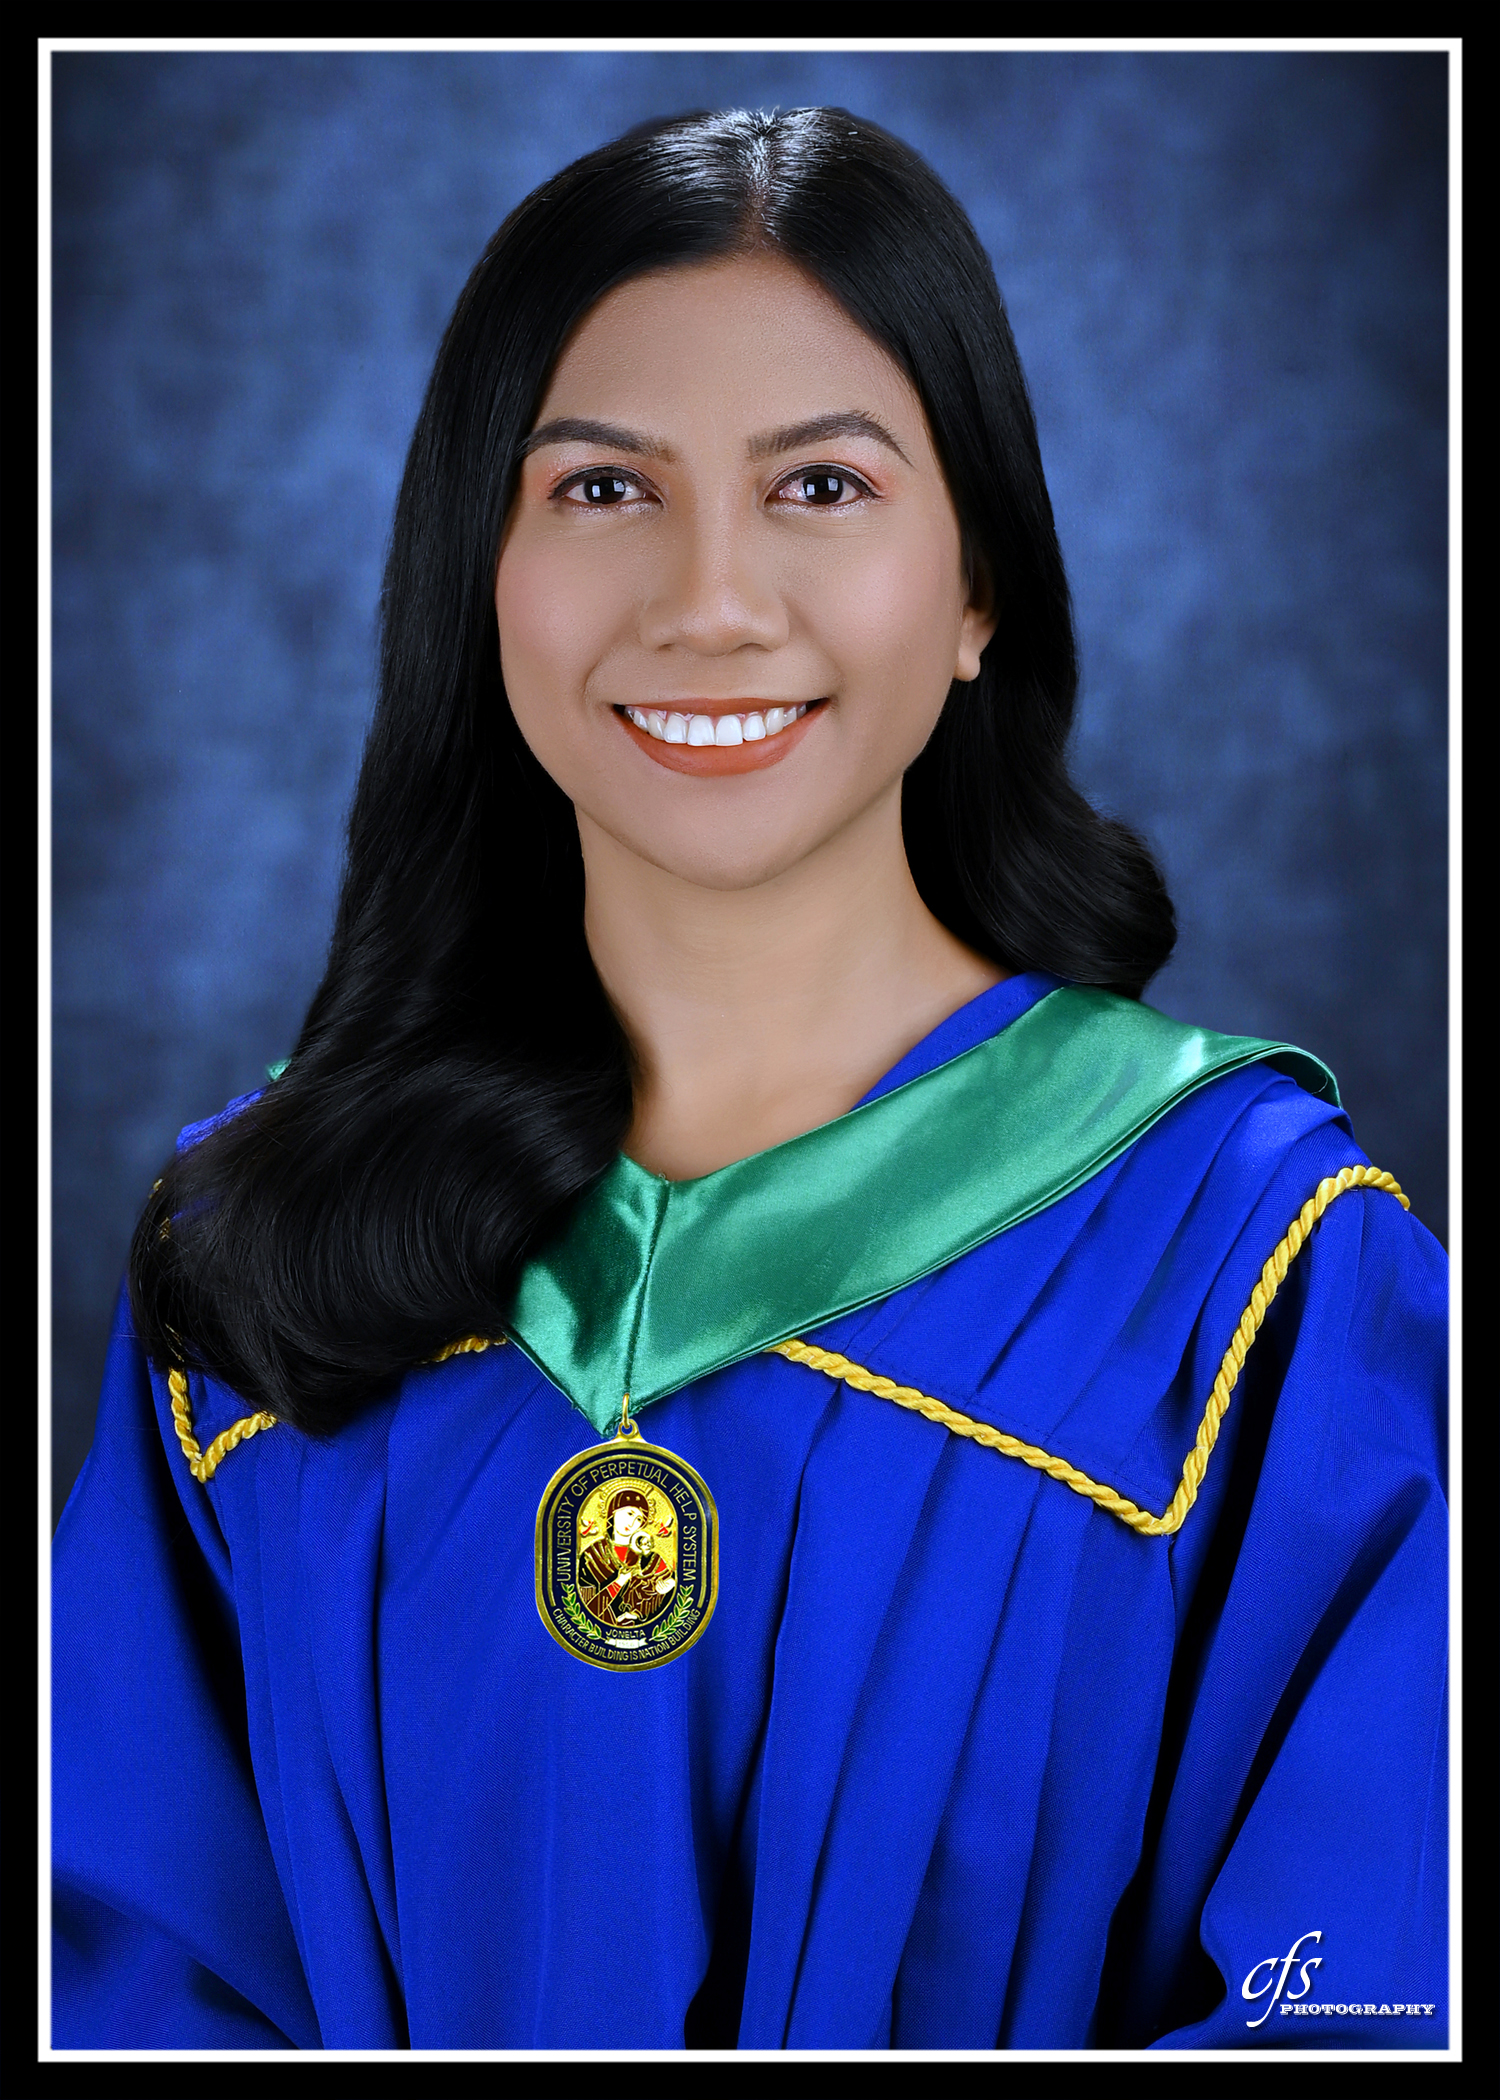 UNIVERSITY OF PERPETUAL HELP SYSTEM
JONELTA
CHARACTER BUILDING IS NATION BUILDING
cfs
PHOTOGRAPHY